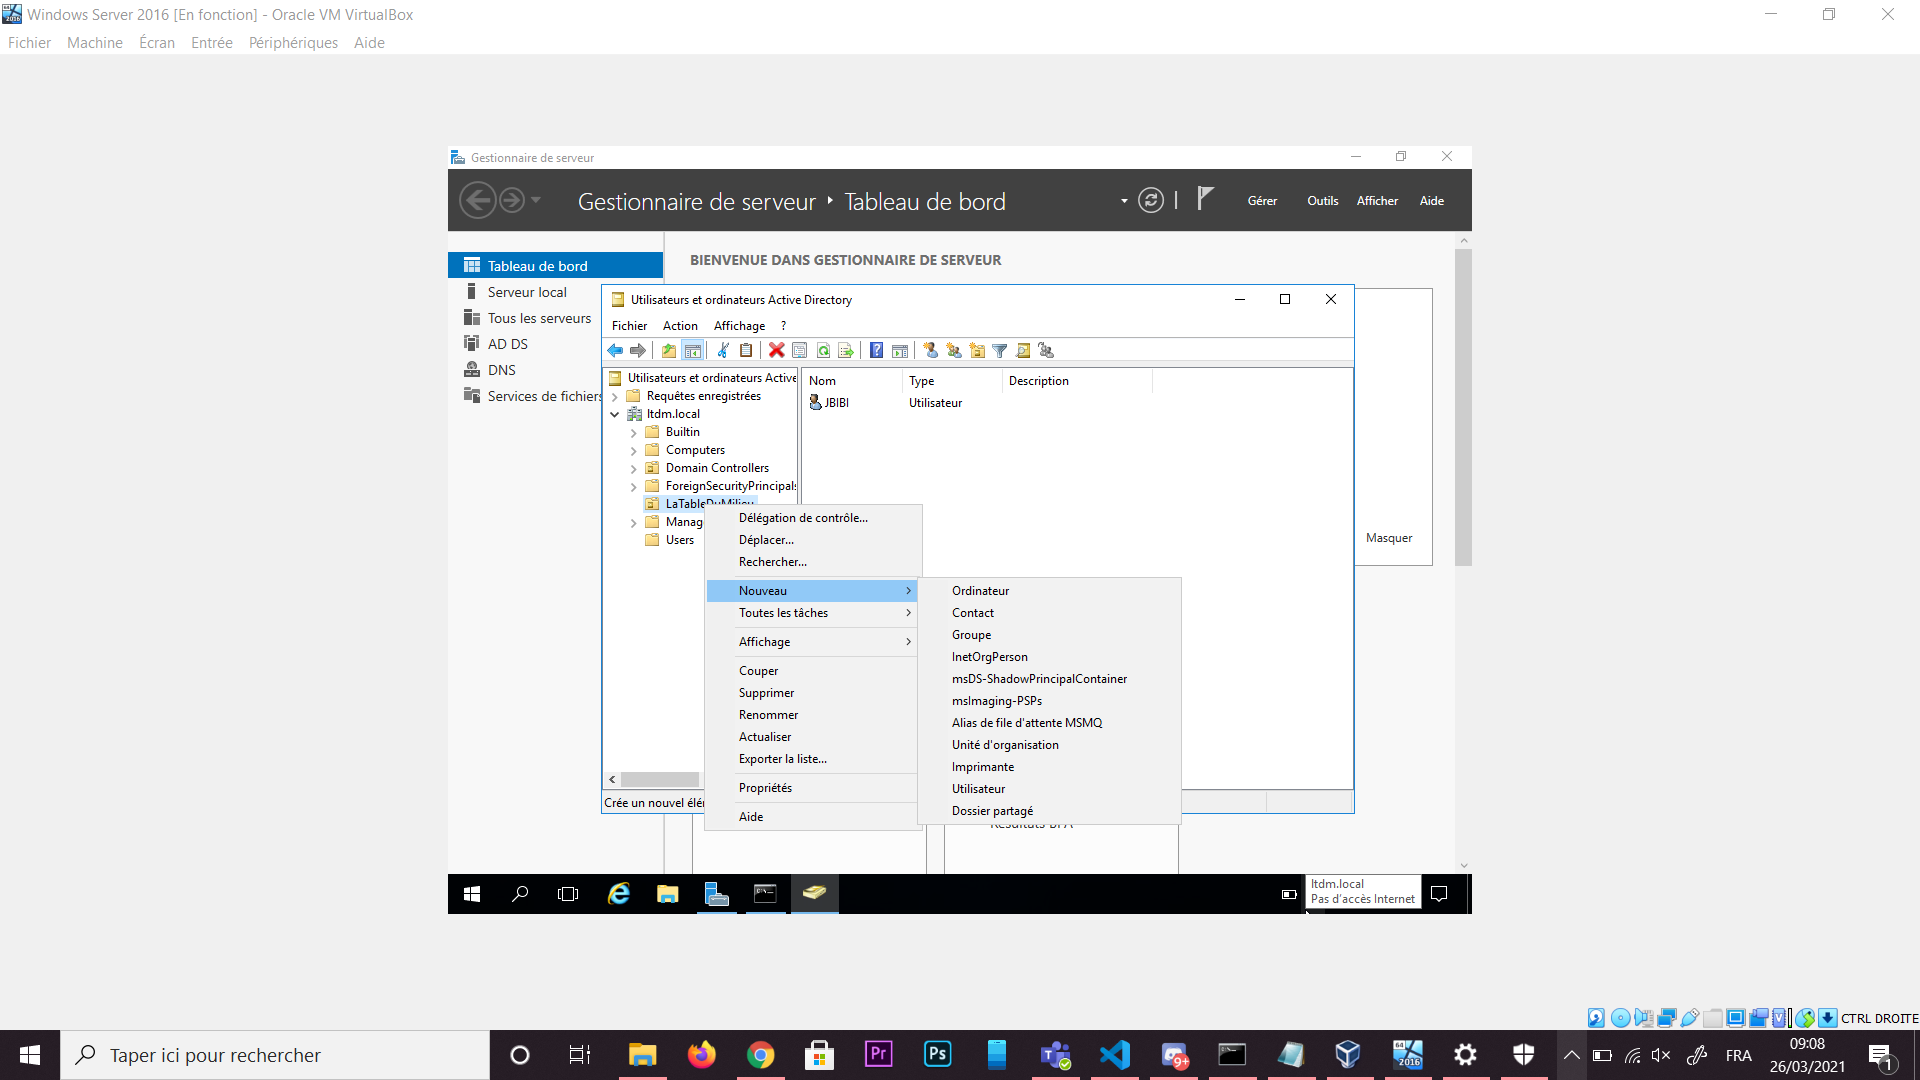 Windows Server 2016 [En fonction] - Oracle VM VirtualBox
Fichier Machine Écran Entrée Périphériques Aide
Gestionnaire de serveur
Gestionnaire de serveur Tableau de bord
Gérer Outils Afficher Aide
Tableau de bord
Serveur local
Tous les serveurs
AD DS
DNS
Services de fichiers
BIENVENUE DANS GESTIONNAIRE DE SERVEUR
Utilisateurs et ordinateurs Active Directory
Fichier Action Affichage ?
Utilisateurs et ordinateurs Active
Requêtes enregistrées
ltdm.local
Builtin
Computers
Domain Controllers
ForeignSecurityPrincipals
LaTableDuMilieu
Manag
Users
Nom Type Description
JBIBI Utilisateur
Délégation de contrôle...
Déplacer...
Rechercher...
Nouveau
Toutes les tâches
Affichage
Couper
Supprimer
Renommer
Actualiser
Exporter la liste...
Propriétés
Aide
Ordinateur
Contact
Groupe
InetOrgPerson
msDS-ShadowPrincipalContainer
msImaging-PSPs
Alias de file d'attente MSMQ
Unité d'organisation
Imprimante
Utilisateur
Dossier partagé
Masquer
Crée un nouvel élé
Résultats BPA
ltdm.local
Pas d'accès Internet
CTRL DROITE
Taper ici pour rechercher
Pr
Ps
9+
64
2016
FRA
09:08
26/03/2021
1